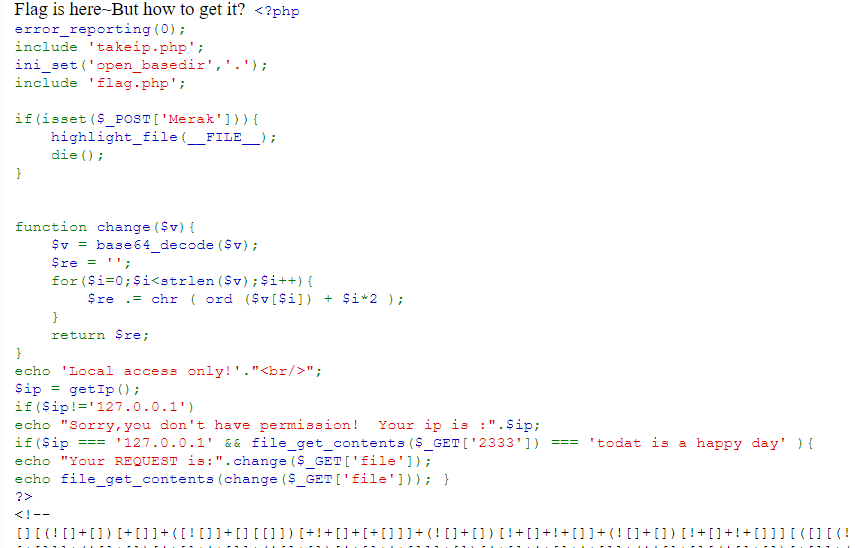 Flag is here~But how to get it? <?php
error_reporting(0);
include 'takeip.php';
ini_set('open_basedir','.');
include 'flag.php';

if(isset($_POST['Merak'])){
    highlight_file(__FILE__);
    die();
}


function change($v){
    $v = base64_decode($v);
    $re = '';
    for($i=0;$i<strlen($v);$i++){
        $re .= chr ( ord ($v[$i]) + $i*2 );
    }
    return $re;
}
echo 'Local access only!'."<br/>";
$ip = getIp();
if($ip!='127.0.0.1')
echo "Sorry,you don't have permission!  Your ip is :".$ip;
if($ip === '127.0.0.1' && file_get_contents($_GET['2333']) === 'todat is a happy day' ){
echo "Your REQUEST is:".change($_GET['file']);
echo file_get_contents(change($_GET['file'])); }
?>
<!--
[][(![]+[])[+[]]+([![]]+[][[]])[+!+[]+[+[]]]+(![]+[])[!+[]+!+[]]+(![]+[])[!+[]+!+[]]][([][(!